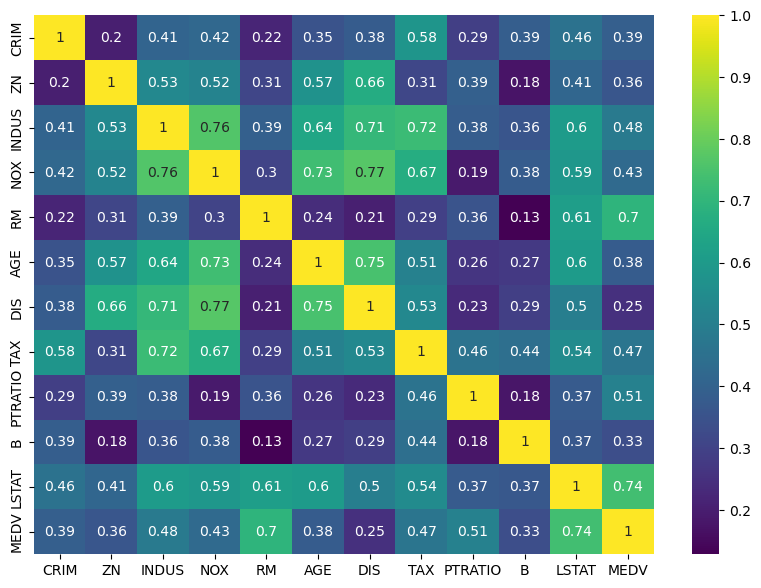 CRIM 1 0.2 0.41 0.42 0.22 0.35 0.38 0.58 0.29 0.39 0.46 0.39
ZN 0.2 1 0.53 0.52 0.31 0.57 0.66 0.31 0.39 0.18 0.41 0.36
INDUS 0.41 0.53 1 0.76 0.39 0.64 0.71 0.72 0.38 0.36 0.6 0.48
NOX 0.42 0.52 0.76 1 0.3 0.73 0.77 0.67 0.19 0.38 0.59 0.43
RM 0.22 0.31 0.39 0.3 1 0.24 0.21 0.29 0.36 0.13 0.61 0.7
AGE 0.35 0.57 0.64 0.73 0.24 1 0.75 0.51 0.26 0.27 0.6 0.38
DIS 0.38 0.66 0.71 0.77 0.21 0.75 1 0.53 0.23 0.29 0.5 0.25
TAX 0.58 0.31 0.72 0.67 0.29 0.51 0.53 1 0.46 0.44 0.54 0.47
PTRATIO 0.29 0.39 0.38 0.19 0.36 0.26 0.23 0.46 1 0.18 0.37 0.51
B 0.39 0.18 0.36 0.38 0.13 0.27 0.29 0.44 0.18 1 0.37 0.33
LSTAT 0.46 0.41 0.6 0.59 0.61 0.6 0.5 0.54 0.37 0.37 1 0.74
MEDV 0.39 0.36 0.48 0.43 0.7 0.38 0.25 0.47 0.51 0.33 0.74 1
CRIM ZN INDUS NOX RM AGE DIS TAX PTRATIO B LSTAT MEDV
1.0
0.9
0.8
0.7
0.6
0.5
0.4
0.3
0.2